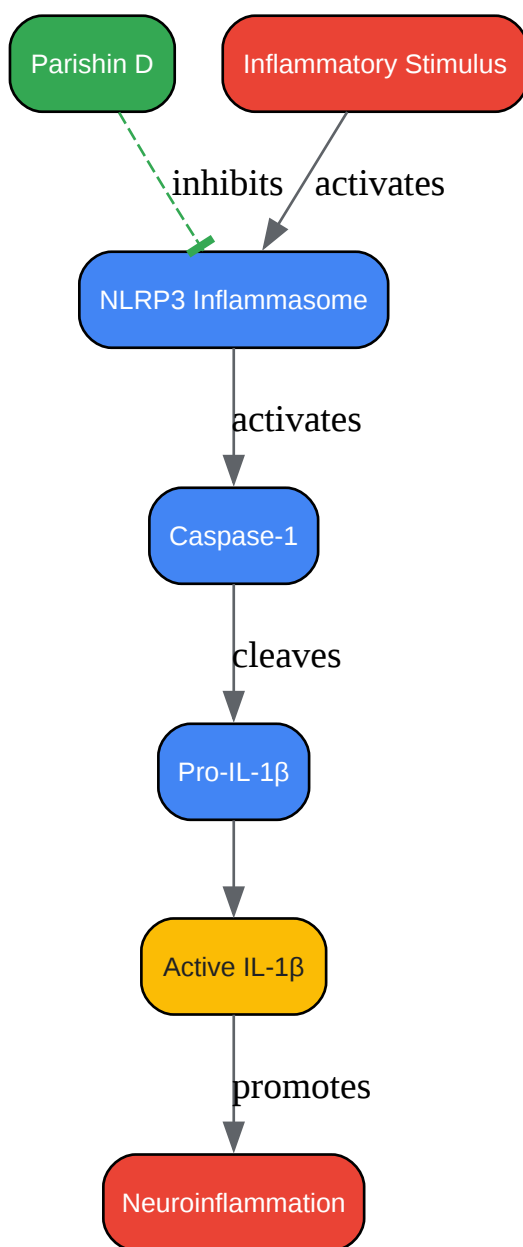 Parishin D
Inflammatory Stimulus
inhibits
activates
NLRP3 Inflammasome
activates
Caspase-1
cleaves
Pro-IL-1β
Active IL-1β
promotes
Neuroinflammation